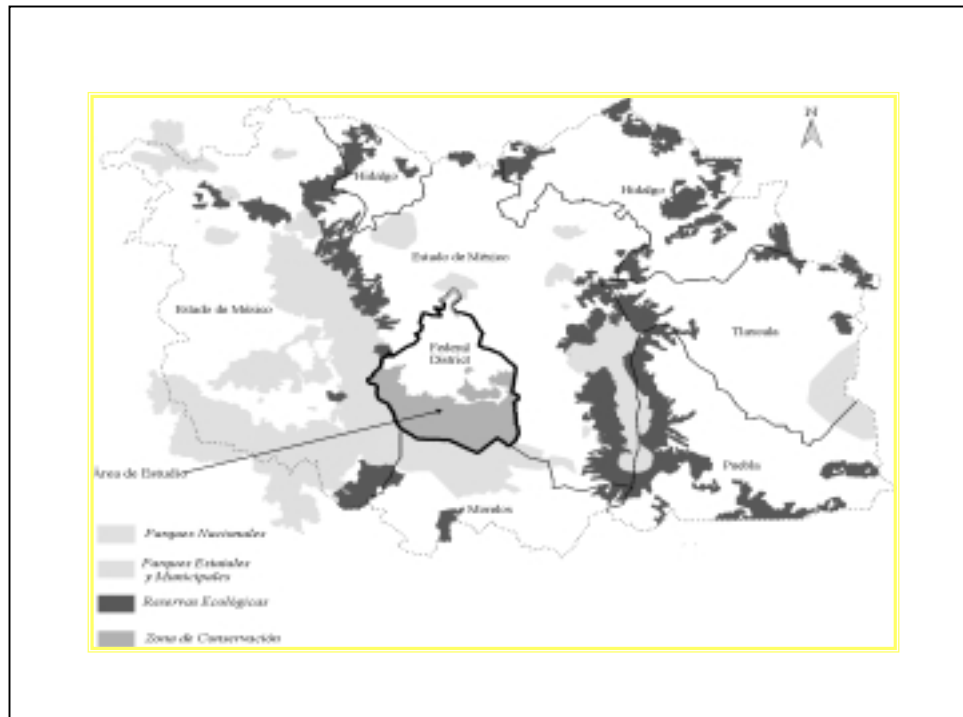 N
Hidalgo
Hidalgo
Estado de México
Estado de México
Tlaxcala
Federal
District
Área de Estudio
Puebla
Morelos
Parques Nacionales
Parques Estatales
y Municipales
Reservas Ecológicas
Zona de Conservación